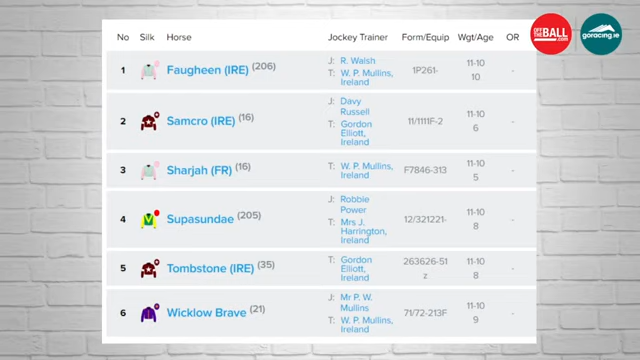 No Silk Horse Jockey Trainer Form/Equip Wgt/Age OR
OFF
THE
BALL
.COM
goracing.ie
1 Faugheen (IRE) (206) J: R. Walsh 1P261- 11-10 -
T: W. P. Mullins, 10
Ireland
2 Samcro (IRE) (16) J: Davy 11/1111F-2 11-10 -
Russell 6
T: Gordon
Elliott,
Ireland
3 Sharjah (FR) (16) T: W. P. Mullins, F7846-313 11-10 -
Ireland 5
4 Supasundae (205) J: Robbie 12/321221- 11-10 -
Power 8
T: Mrs J.
Harrington,
Ireland
5 Tombstone (IRE) (35) T: Gordon 263626-51 11-10 -
Elliott, z 8
Ireland
6 Wicklow Brave (21) J: Mr P. W. 71/72-213F 11-10 -
Mullins 9
T: W. P. Mullins,
Ireland